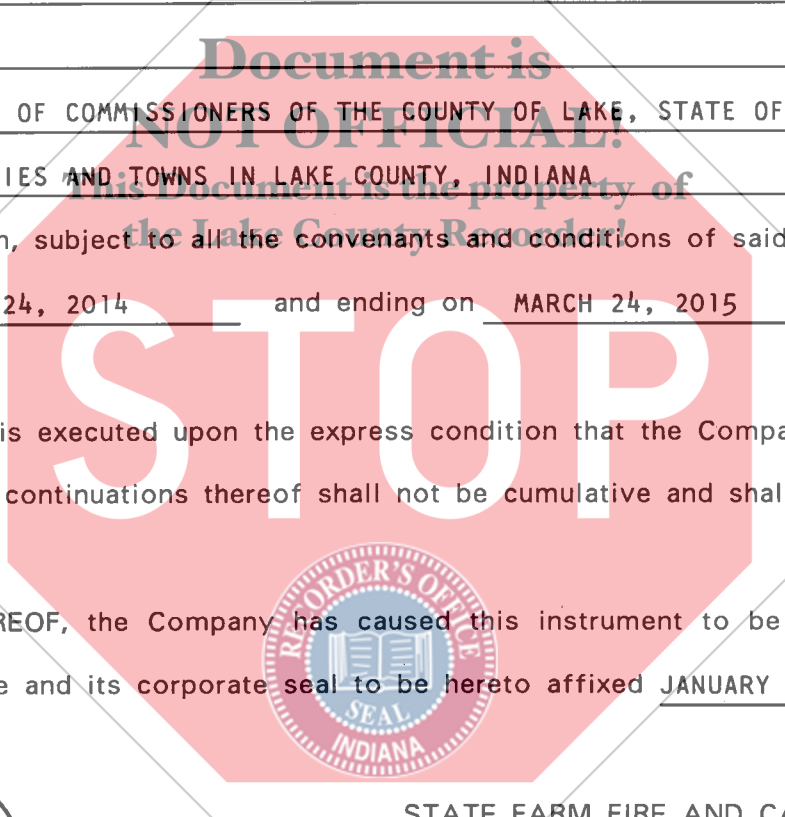 Document is
OF COMMISSIONERS OF THE COUNTY OF LAKE, STATE OF
NOT OFFICIAL!
IES AND TOWNS IN LAKE COUNTY, INDIANA
This Document is the property of
the Lake County Recorder!
n, subject to all the convenants and conditions of said
24, 2014 and ending on MARCH 24, 2015
STOP
is executed upon the express condition that the Compa
continuations thereof shall not be cumulative and shal
RECORDER'S OFFICE
REOF, the Company has caused this instrument to be
e and its corporate seal to be hereto affixed JANUARY
SEAL
INDIANA
STATE FARM FIRE AND CA